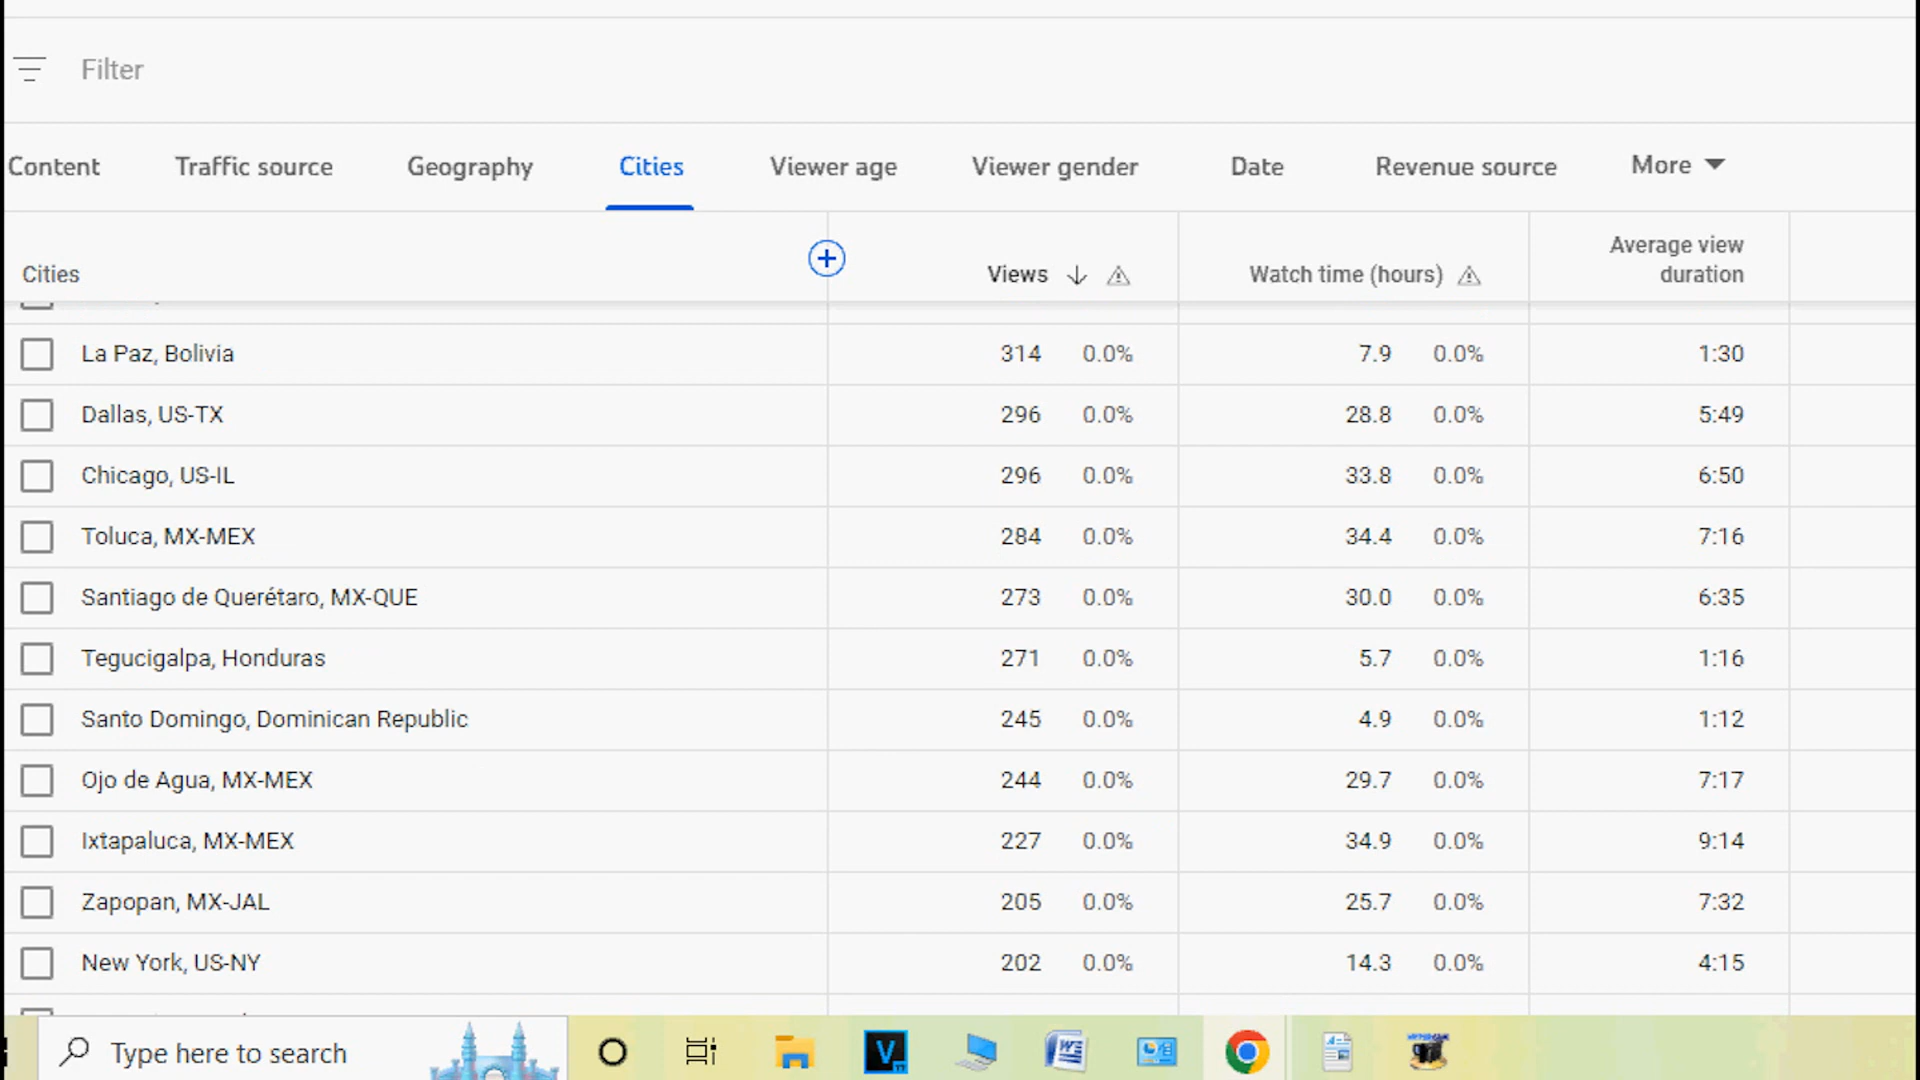 Filter
Content Traffic source Geography Cities Viewer age Viewer gender Date Revenue source More
Cities Views Watch time (hours) Average view duration
La Paz, Bolivia 314 0.0% 7.9 0.0% 1:30
Dallas, US-TX 296 0.0% 28.8 0.0% 5:49
Chicago, US-IL 296 0.0% 33.8 0.0% 6:50
Toluca, MX-MEX 284 0.0% 34.4 0.0% 7:16
Santiago de Querétaro, MX-QUE 273 0.0% 30.0 0.0% 6:35
Tegucigalpa, Honduras 271 0.0% 5.7 0.0% 1:16
Santo Domingo, Dominican Republic 245 0.0% 4.9 0.0% 1:12
Ojo de Agua, MX-MEX 244 0.0% 29.7 0.0% 7:17
Ixtapaluca, MX-MEX 227 0.0% 34.9 0.0% 9:14
Zapopan, MX-JAL 205 0.0% 25.7 0.0% 7:32
New York, US-NY 202 0.0% 14.3 0.0% 4:15
Type here to search